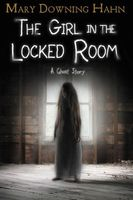 MARY DOWNING HAHN
THE GIRL IN THE
LOCKED ROOM
A Ghost Story